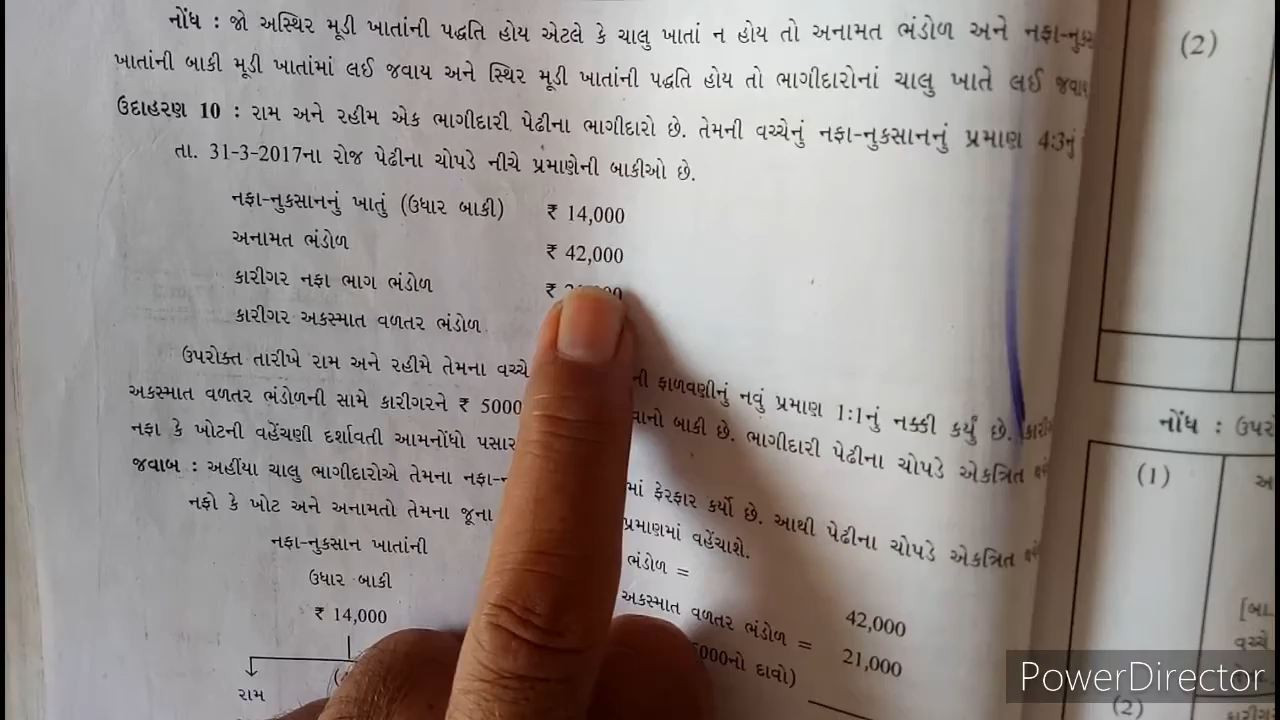 નોંધ : જો અસ્થિર મૂડી ખાતાંની પદ્ધતિ હોય એટલે કે ચાલુ ખાતાં ન હોય તો અનામત ભંડોળ અને નફા-નુક
ખાતાંની બાકી મૂડી ખાતાંમાં લઈ જવાય અને સ્થિર મૂડી ખાતાંની પદ્ધતિ હોય તો ભાગીદારોનાં ચાલુ ખાતે લઈ જવાય
ઉદાહરણ 10 : રામ અને રહીમ એક ભાગીદારી પેઢીના ભાગીદારો છે. તેમની વચ્ચેનું નફા-નુકસાનનું પ્રમાણ 4:3નું
તા. 31-3-2017ના રોજ પેઢીના ચોપડે નીચે પ્રમાણેની બાકીઓ છે.
નફા-નુકસાનનું ખાતું (ઉધાર બાકી) ₹ 14,000
અનામત ભંડોળ ₹ 42,000
કારીગર નફા ભાગ ભંડોળ ₹
કારીગર અકસ્માત વળતર ભંડોળ
ઉપરોક્ત તારીખે રામ અને રહીમે તેમના વચ્ચે ની ફાળવણીનું નવું પ્રમાણ 1:1નું નક્કી કર્યું છે.
અકસ્માત વળતર ભંડોળની સામે કારીગરને ₹ 5000 વાનો બાકી છે. ભાગીદારી પેઢીના ચોપડે એકત્રિત
નફા કે ખોટની વહેંચણી દર્શાવતી આમનોંધો પસાર
જવાબ : અહીંયા ચાલુ ભાગીદારોએ તેમના નફા-ન માં ફેરફાર કર્યો છે. આથી પેઢીના ચોપડે એકત્રિત
નફો કે ખોટ અને અનામતો તેમના જૂના પ્રમાણમાં વહેંચાશે.
નફા-નુકસાન ખાતાંની
ઉધાર બાકી
₹ 14,000
રામ
ભંડોળ = 42,000
અકસ્માત વળતર ભંડોળ = 21,000
000નો દાવો)
(2)
નોંધ : ઉપર
(1)
વચ્ચે
(2)
PowerDirector